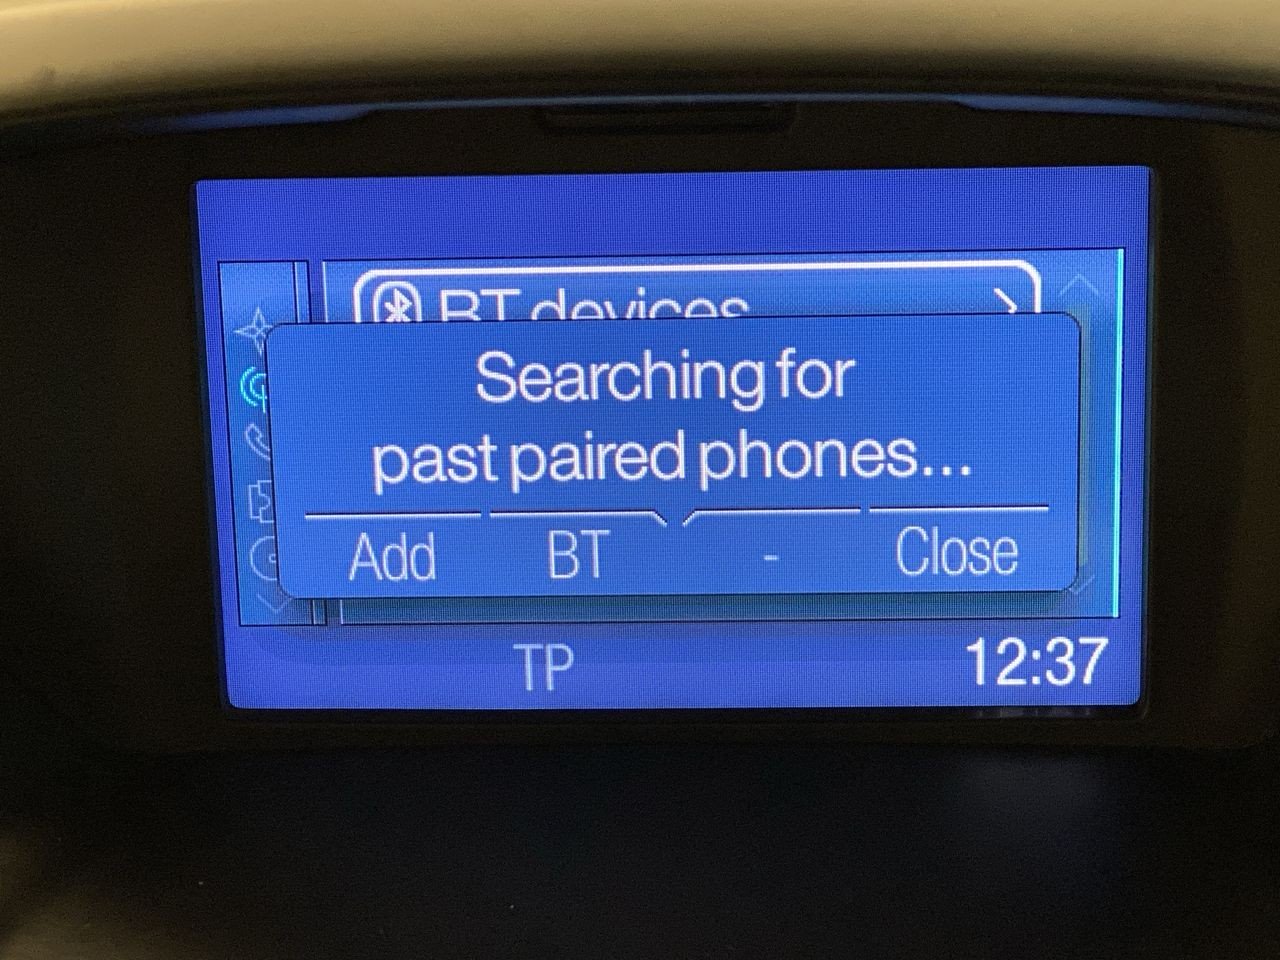 BT devices
Searching for
past paired phones...
Add BT - Close
TP 12:37